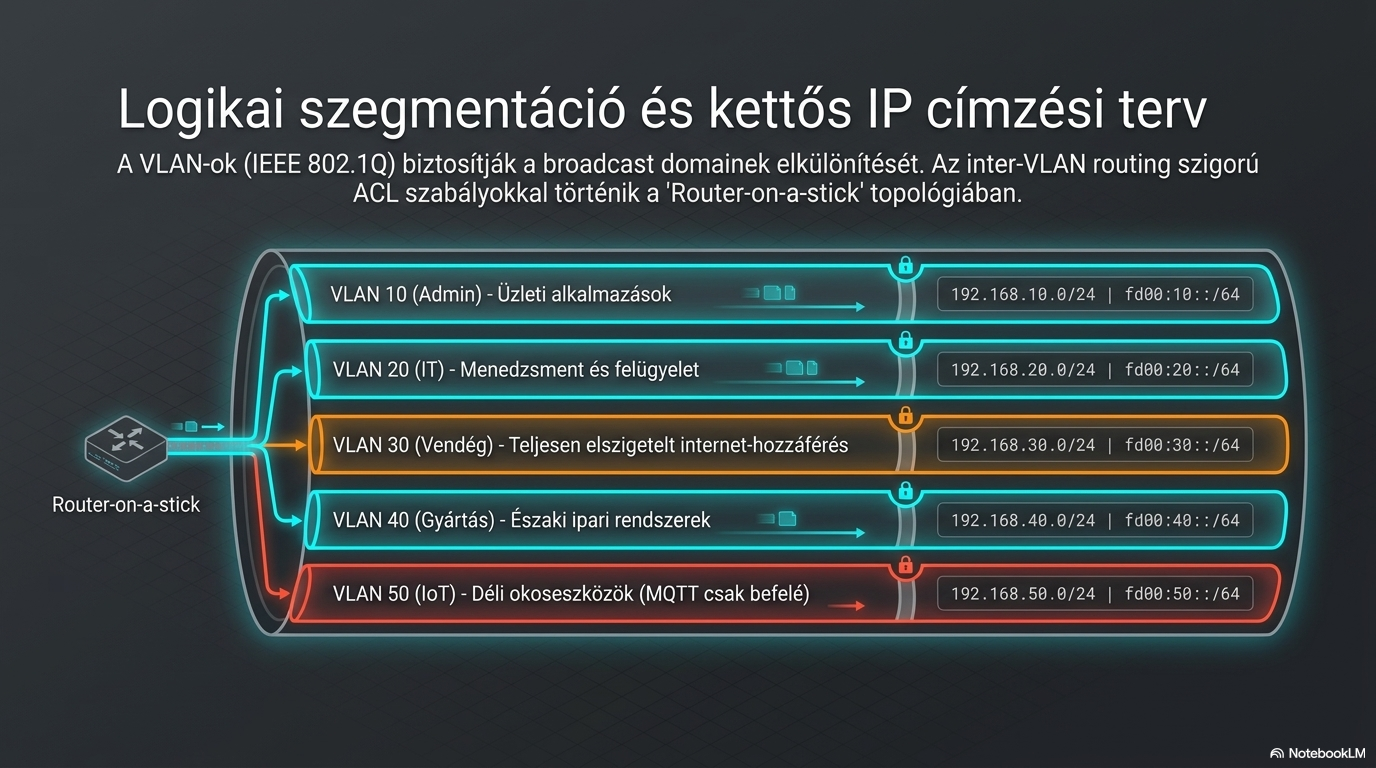 Logikai szegmentáció és kettős IP címzési terv
A VLAN-ok (IEEE 802.1Q) biztosítják a broadcast domainek elkülönítését. Az inter-VLAN routing szigorú
ACL szabályokkal történik a 'Router-on-a-stick' topológiában.
VLAN 10 (Admin) - Üzleti alkalmazások
192.168.10.0/24 | fd00:10::/64
VLAN 20 (IT) - Menedzsment és felügyelet
192.168.20.0/24 | fd00:20::/64
VLAN 30 (Vendég) - Teljesen elszigetelt internet-hozzáférés
192.168.30.0/24 | fd00:30::/64
Router-on-a-stick
VLAN 40 (Gyártás) - Északi ipari rendszerek
192.168.40.0/24 | fd00:40::/64
VLAN 50 (IoT) - Déli okoseszközök (MQTT csak befelé)
192.168.50.0/24 | fd00:50::/64
NotebookLM